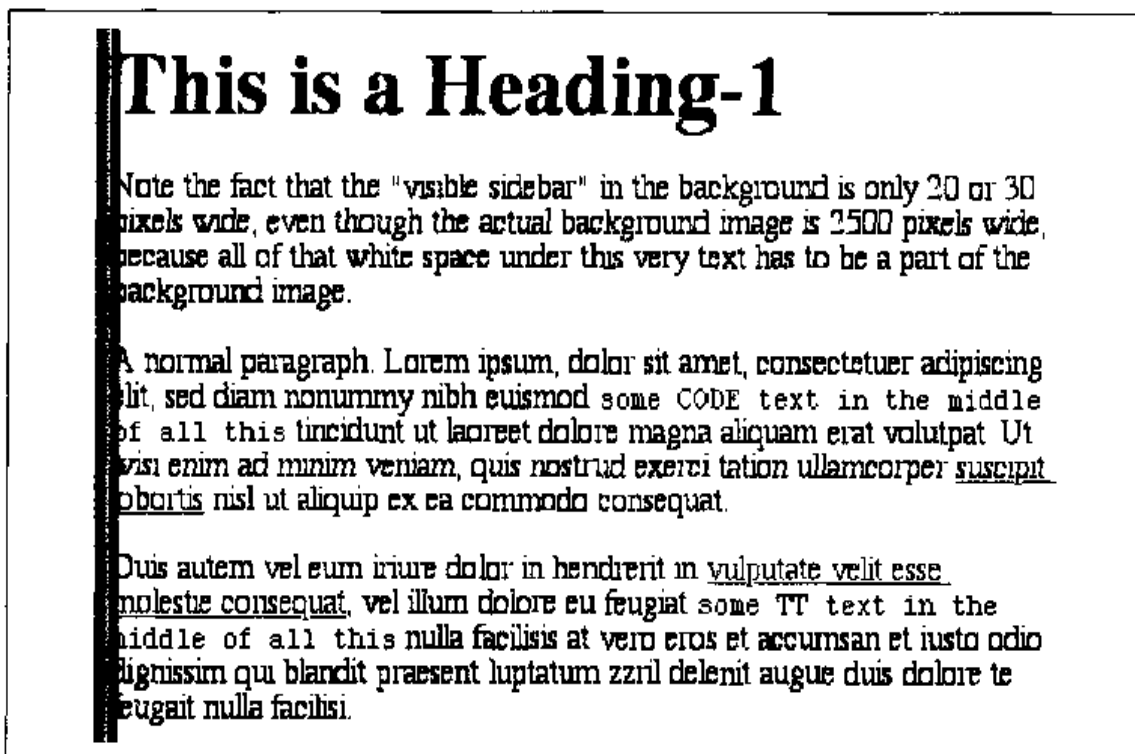 This is a Heading-1
Note the fact that the "visible sidebar" in the background is only 20 or 30
pixels wide, even though the actual background image is 2500 pixels wide,
because all of that white space under this very text has to be a part of the
background image.
A normal paragraph. Lorem ipsum, dolor sit amet, consectetuer adipiscing
elit, sed diam nonummy nibh euismod some CODE text in the middle
of all this tincidunt ut laoreet dolore magna aliquam erat volutpat. Ut
wisi enim ad minim veniam, quis nostrud exerci tation ullamcorper suscipit
lobortis nisl ut aliquip ex ea commodo consequat.
Duis autem vel eum iriure dolor in hendrerit in vulputate velit esse
molestie consequat, vel illum dolore eu feugiat some TT text in the
middle of all this nulla facilisis at vero eros et accumsan et iusto odio
dignissim qui blandit praesent luptatum zzril delenit augue duis dolore te
feugait nulla facilisi.